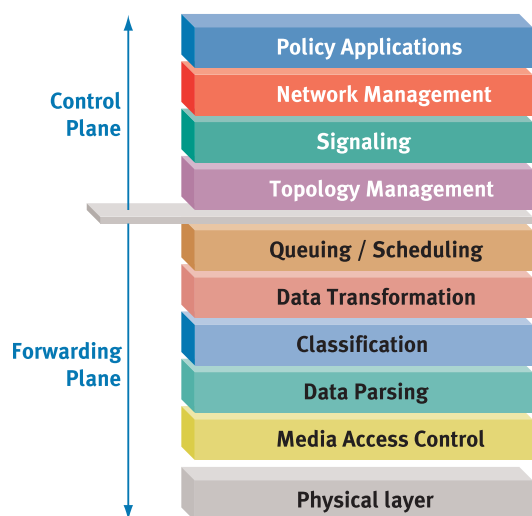 Policy Applications
Network Management
Control
Plane
Signaling
Topology Management
Queuing / Scheduling
Data Transformation
Forwarding
Plane
Classification
Data Parsing
Media Access Control
Physical layer